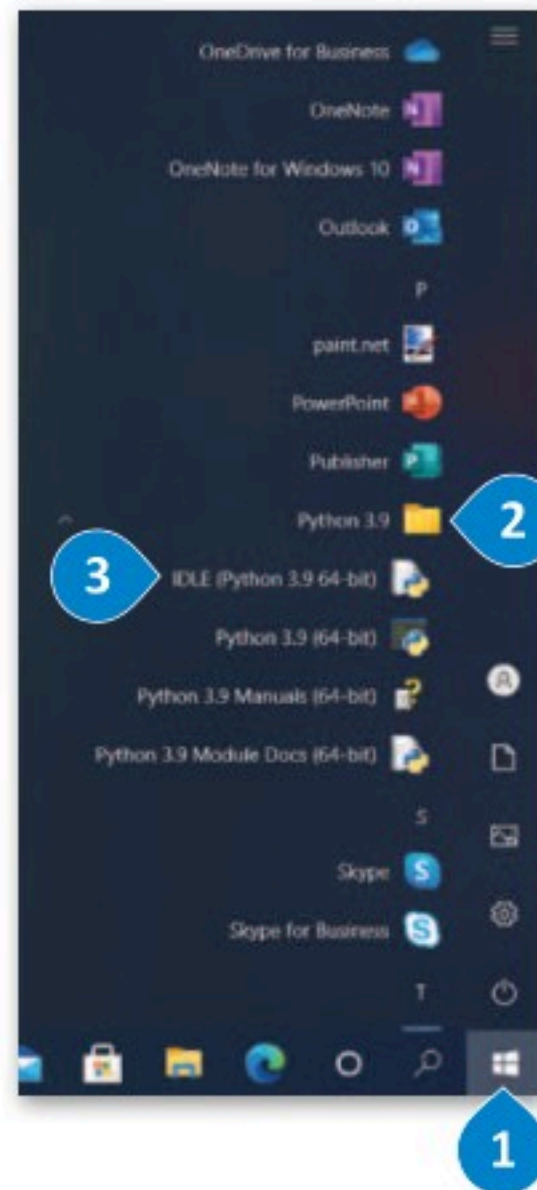 OneDrive for Business
OneNote
OneNote for Windows 10
Outlook
P
paint.net
PowerPoint
Publisher
Python 3.9
2
3
IDLE (Python 3.9 64-bit)
Python 3.9 (64-bit)
Python 3.9 Manuals (64-bit)
Python 3.9 Module Docs (64-bit)
S
Skype
Skype for Business
T
1